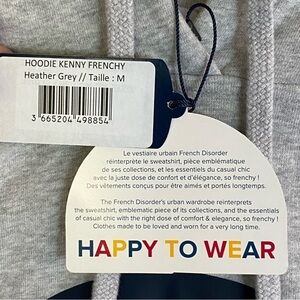 HOODIE KENNY FRENCHY
Heather Grey // Taille : M
3 665204 498854
Le vestiaire urbain French Disorder
réinterprète le sweatshirt, pièce emblématique
de ses collections, et les essentiels du casual chic
avec la juste dose de confort et d'élégance, so frenchy !
Des vêtements conçus pour être aimés et portés longtemps.
The French Disorder's urban wardrobe reinterprets
the sweatshirt, emblematic piece of its collections, and the essentials
of casual chic with the right dose of comfort & elegance, so frenchy !
Clothes made to be loved and worn for a very long time.
HAPPY TO WEAR